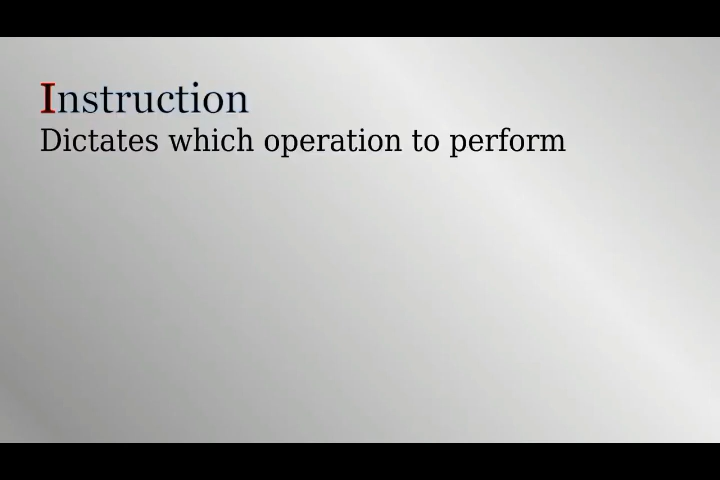 Instruction
Dictates which operation to perform